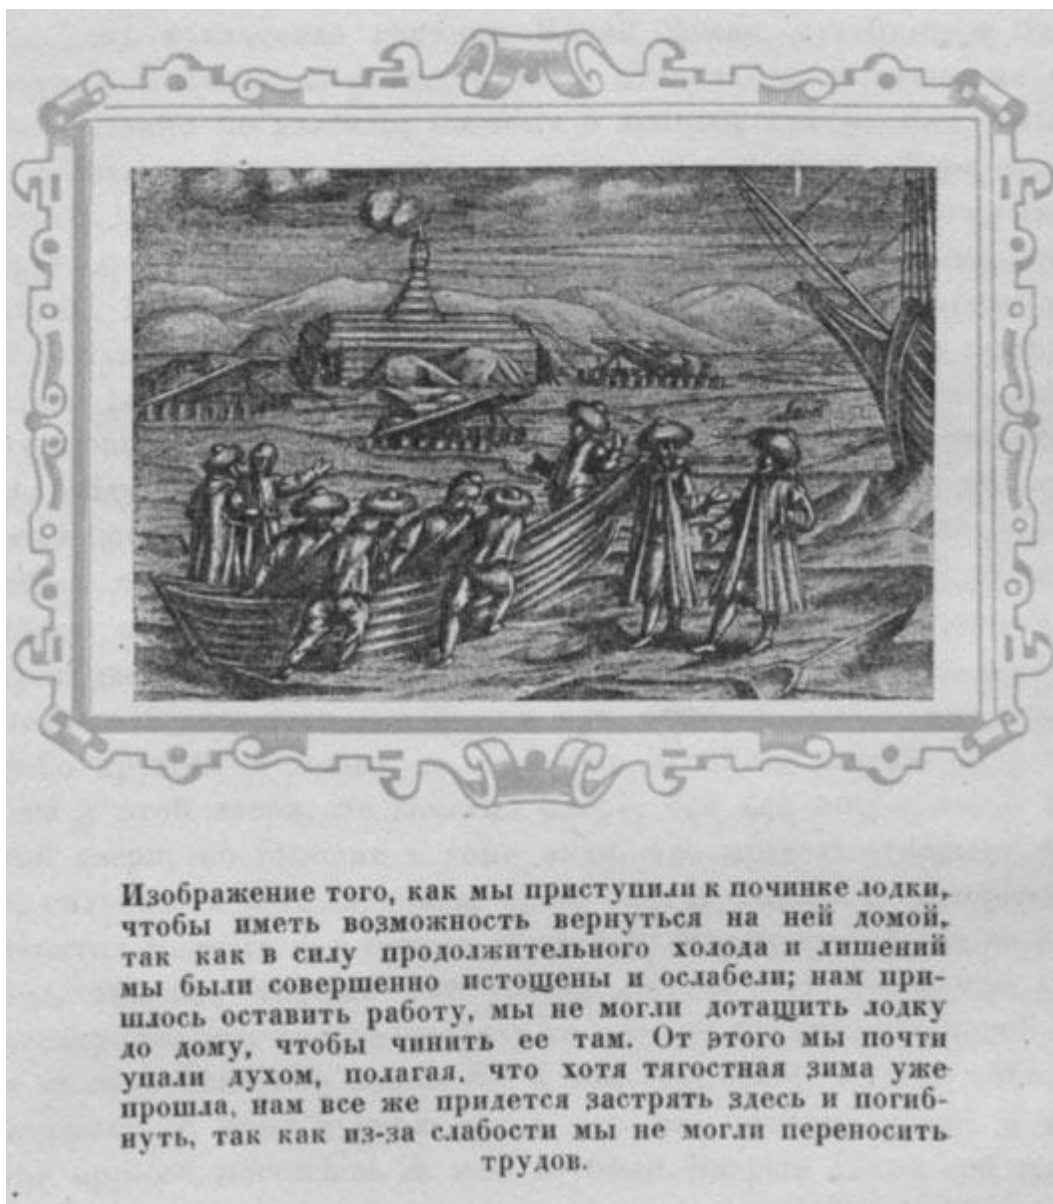 Изображение того, как мы приступили к починке лодки,
чтобы иметь возможность вернуться на ней домой,
так как в силу продолжительного холода и лишений
мы были совершенно истощены и ослабели; нам при-
шлось оставить работу, мы не могли дотащить лодку
до дому, чтобы чинить ее там. От этого мы почти
упали духом, полагая, что хотя тягостная зима уже
прошла, нам все же придется застрять здесь и погиб-
нуть, так как из-за слабости мы не могли переносить
трудов.